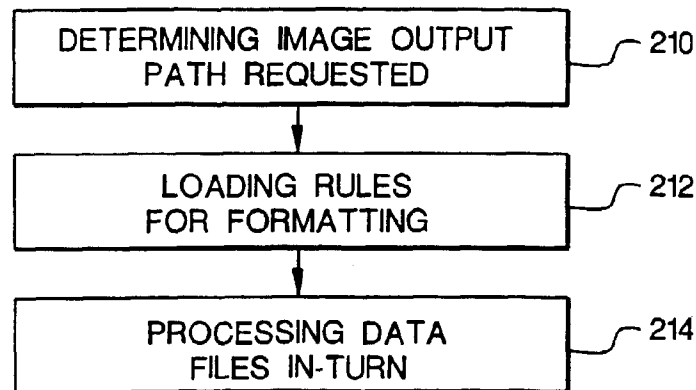 DETERMINING IMAGE OUTPUT
PATH REQUESTED
210
LOADING RULES
FOR FORMATTING
212
PROCESSING DATA
FILES IN-TURN
214